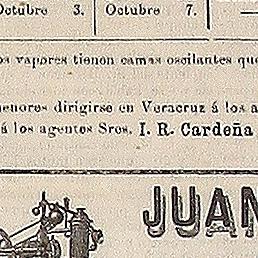 Octubre 3. Octubre 7.
os vapores tienen camas oscilantes que
enores dirigirse en Veracruz á los a
á los agentes Sres. I. R. Cardeña
JUAN